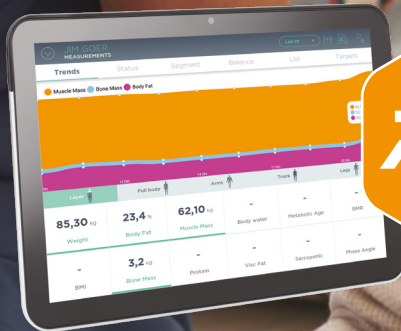 JIM GOER
MEASUREMENTS
Last 10
Trends Status Segment Balance List Targets
Muscle Mass Bone Mass Body Fat
Layer Full body Arms Trunk Legs
85,30 kg 23,4 % 62,10 kg - - -
Weight Body Fat Muscle Mass Body water Metabolic Age BMR
- 3,2 kg - - - -
BMI Bone Mass Protein Visc Fat Sarcopenic Phase Angle